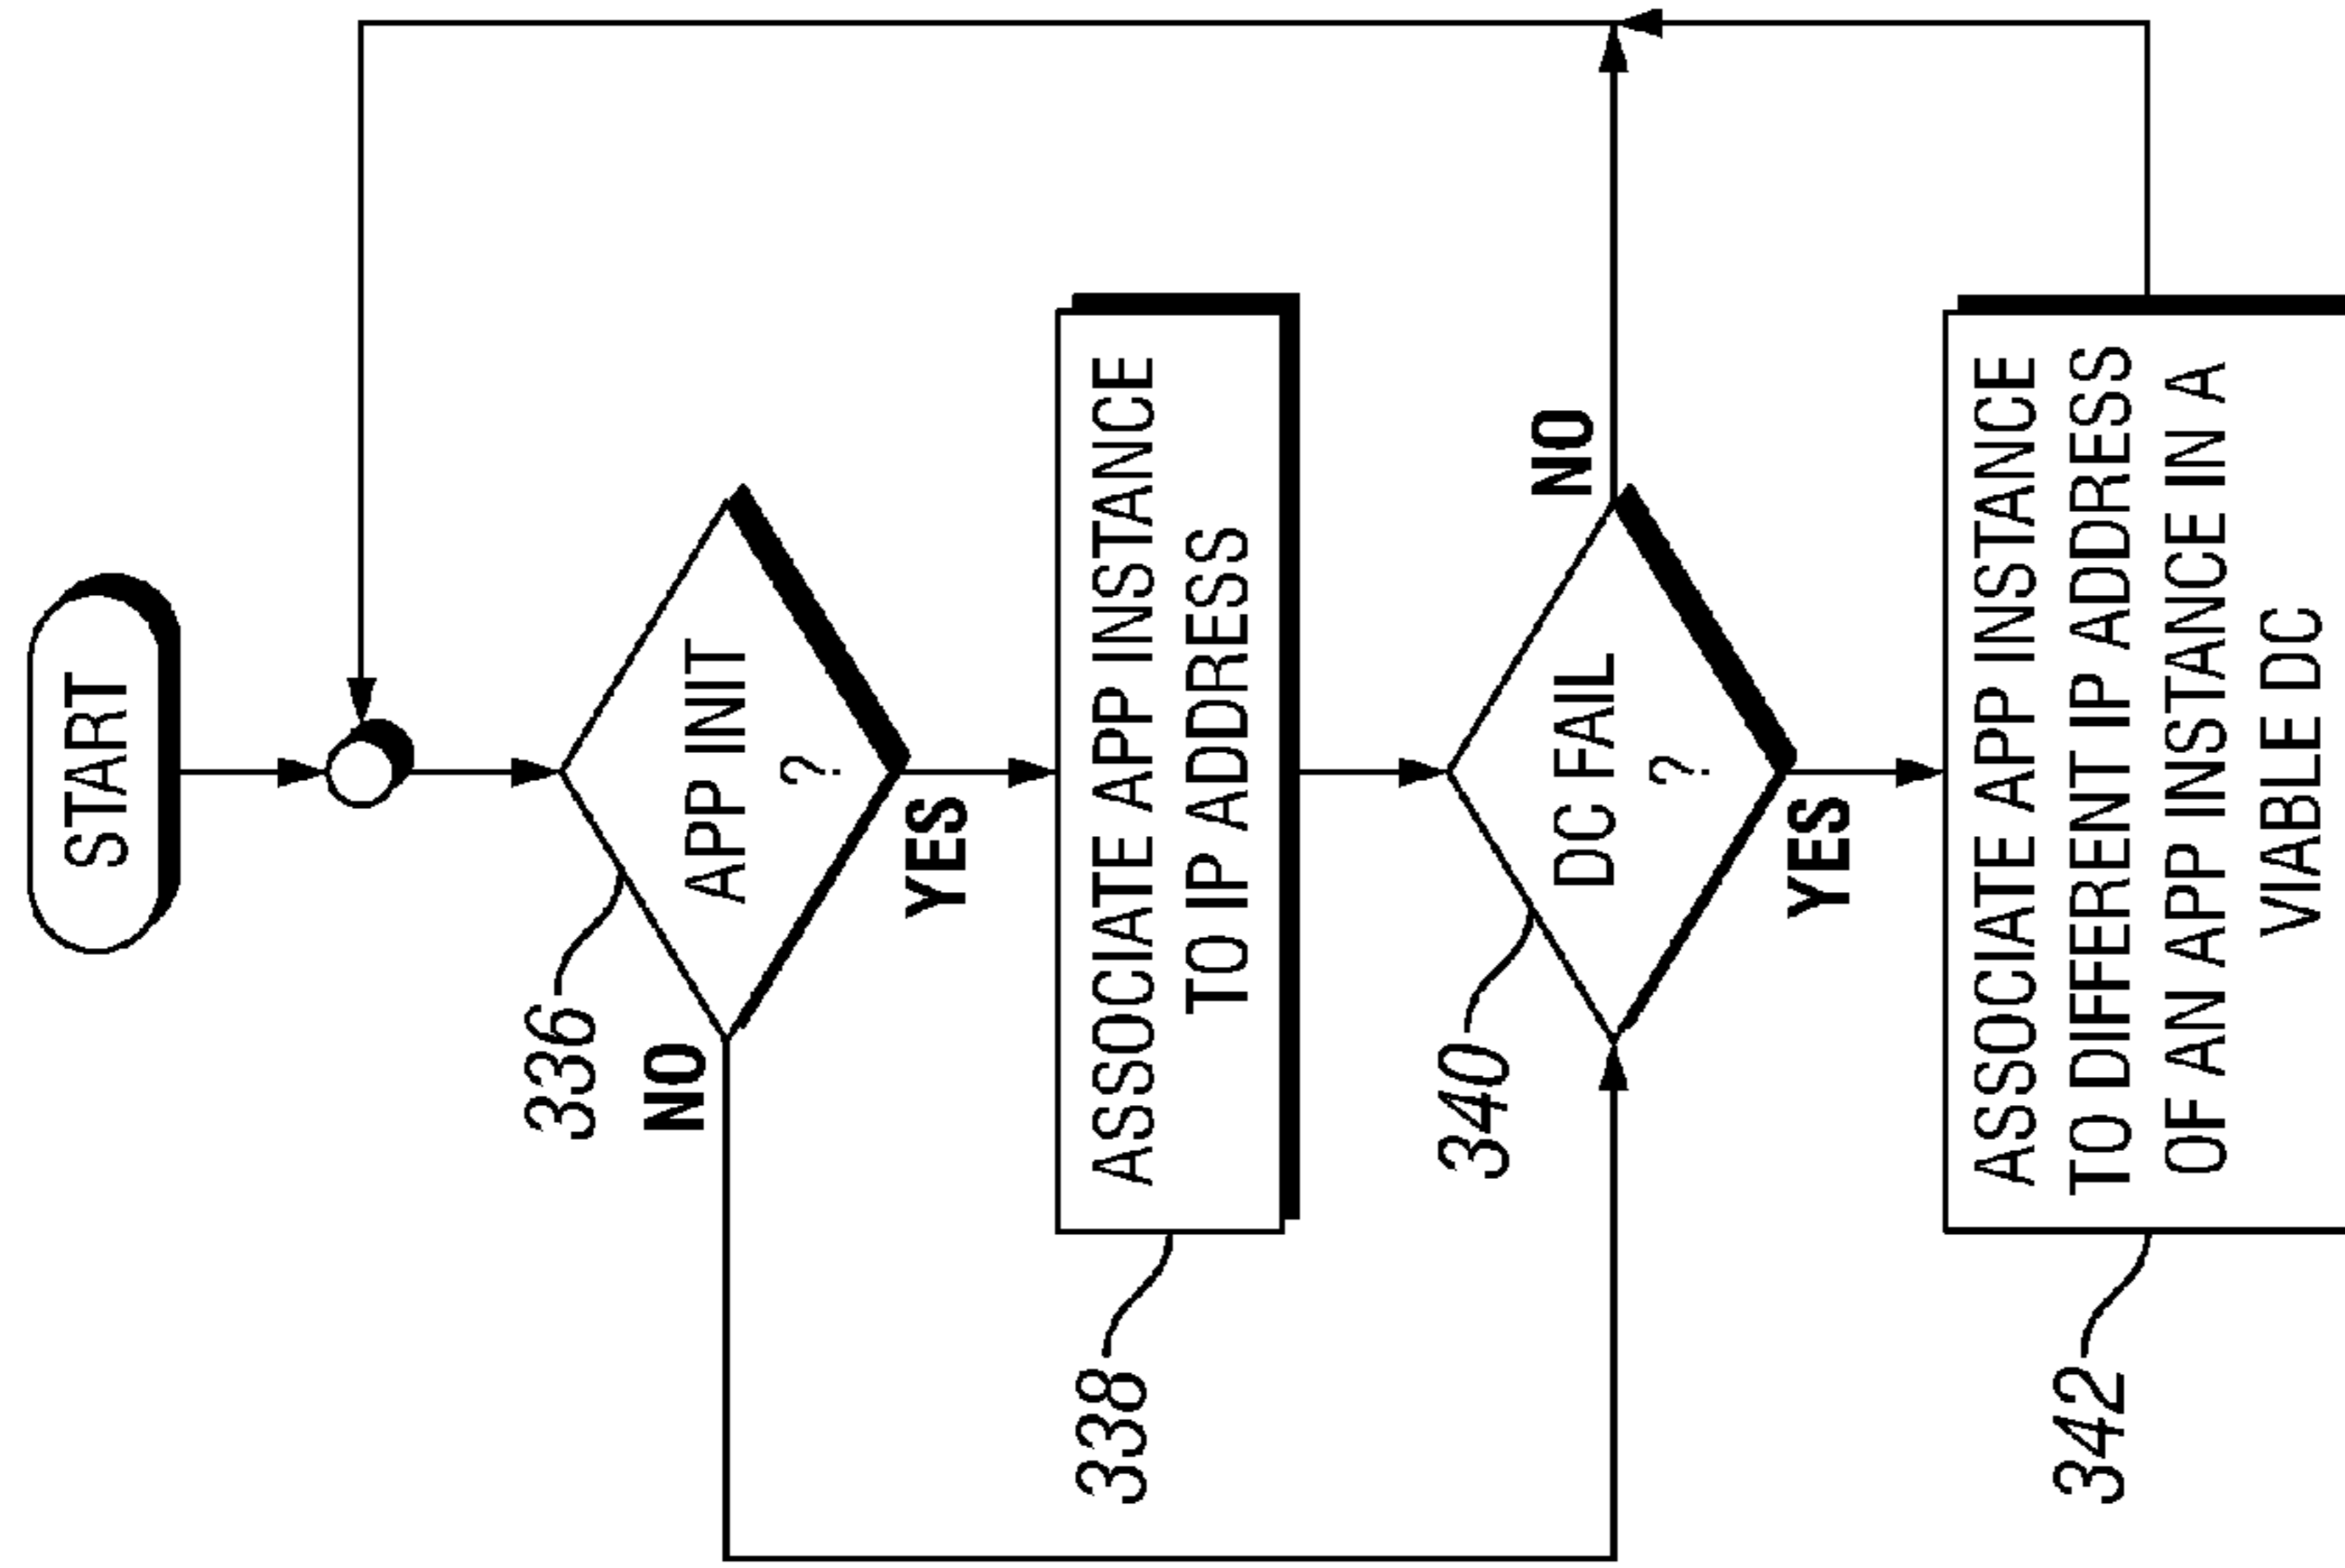 START
336
APP INIT
?
NO
YES
338
ASSOCIATE APP INSTANCE
TO IP ADDRESS
340
DC FAIL
?
NO
YES
342
ASSOCIATE APP INSTANCE
TO DIFFERENT IP ADDRESS
OF AN APP INSTANCE IN A
VIABLE DC